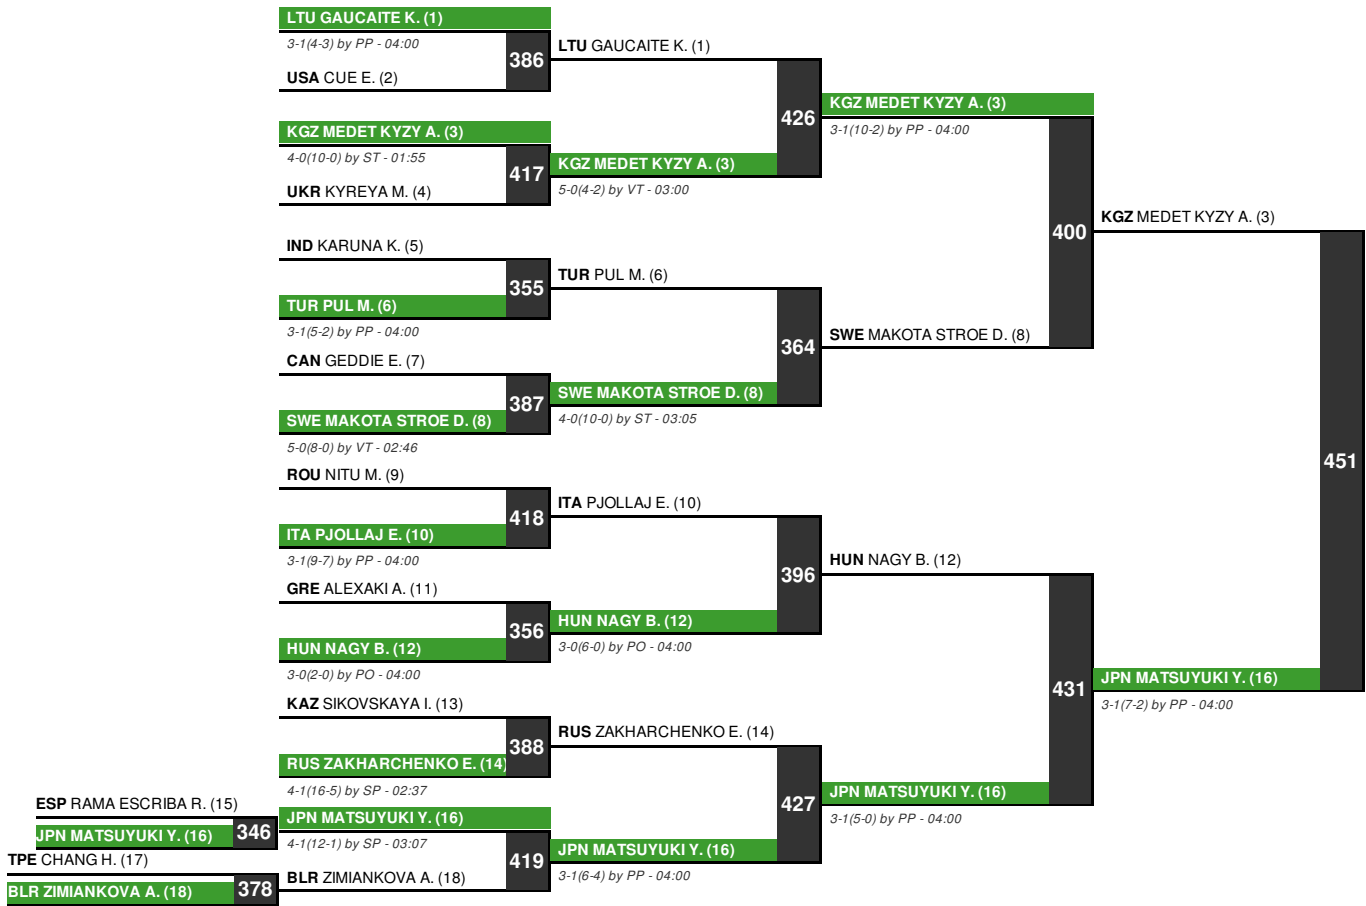 LTU GAUCAITE K. (1)
3-1(4-3) by PP - 04:00
386
USA CUE E. (2)
LTU GAUCAITE K. (1)
KGZ MEDET KYZY A. (3)
4-0(10-0) by ST - 01:55
417
UKR KYREYA M. (4)
KGZ MEDET KYZY A. (3)
5-0(4-2) by VT - 03:00
426
KGZ MEDET KYZY A. (3)
3-1(10-2) by PP - 04:00
IND KARUNA K. (5)
355
TUR PUL M. (6)
3-1(5-2) by PP - 04:00
TUR PUL M. (6)
CAN GEDDIE E. (7)
387
SWE MAKOTA STROE D. (8)
5-0(8-0) by VT - 02:46
SWE MAKOTA STROE D. (8)
4-0(10-0) by ST - 03:05
364
SWE MAKOTA STROE D. (8)
400
KGZ MEDET KYZY A. (3)
451
ROU NITU M. (9)
418
ITA PJOLLAJ E. (10)
3-1(9-7) by PP - 04:00
ITA PJOLLAJ E. (10)
GRE ALEXAKI A. (11)
356
HUN NAGY B. (12)
3-0(2-0) by PO - 04:00
HUN NAGY B. (12)
3-0(6-0) by PO - 04:00
396
HUN NAGY B. (12)
KAZ SIKOVSKAYA I. (13)
388
RUS ZAKHARCHENKO E. (14)
4-1(16-5) by SP - 02:37
RUS ZAKHARCHENKO E. (14)
431
JPN MATSUYUKI Y. (16)
3-1(7-2) by PP - 04:00
ESP RAMA ESCRIBA R. (15)
JPN MATSUYUKI Y. (16)
346
JPN MATSUYUKI Y. (16)
4-1(12-1) by SP - 03:07
419
TPE CHANG H. (17)
BLR ZIMIANKOVA A. (18)
378
BLR ZIMIANKOVA A. (18)
JPN MATSUYUKI Y. (16)
3-1(6-4) by PP - 04:00
427
JPN MATSUYUKI Y. (16)
3-1(5-0) by PP - 04:00